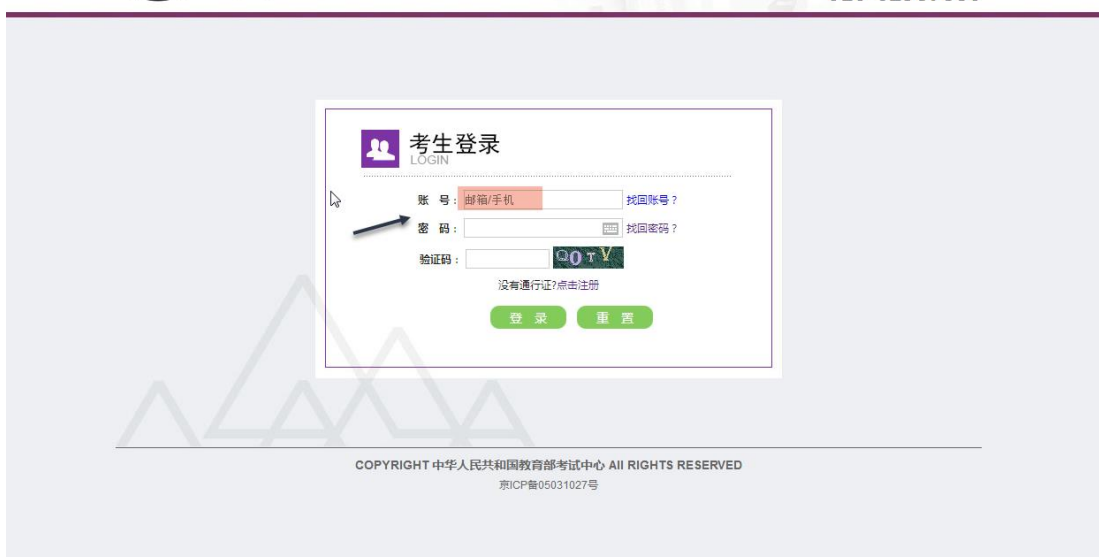 考生登录
LOGIN
账 号： 邮箱/手机 找回账号？
密 码： 找回密码？
验证码： QOTV
没有通行证?点击注册
登 录 重 置
COPYRIGHT 中华人民共和国教育部考试中心 All RIGHTS RESERVED
京ICP备05031027号